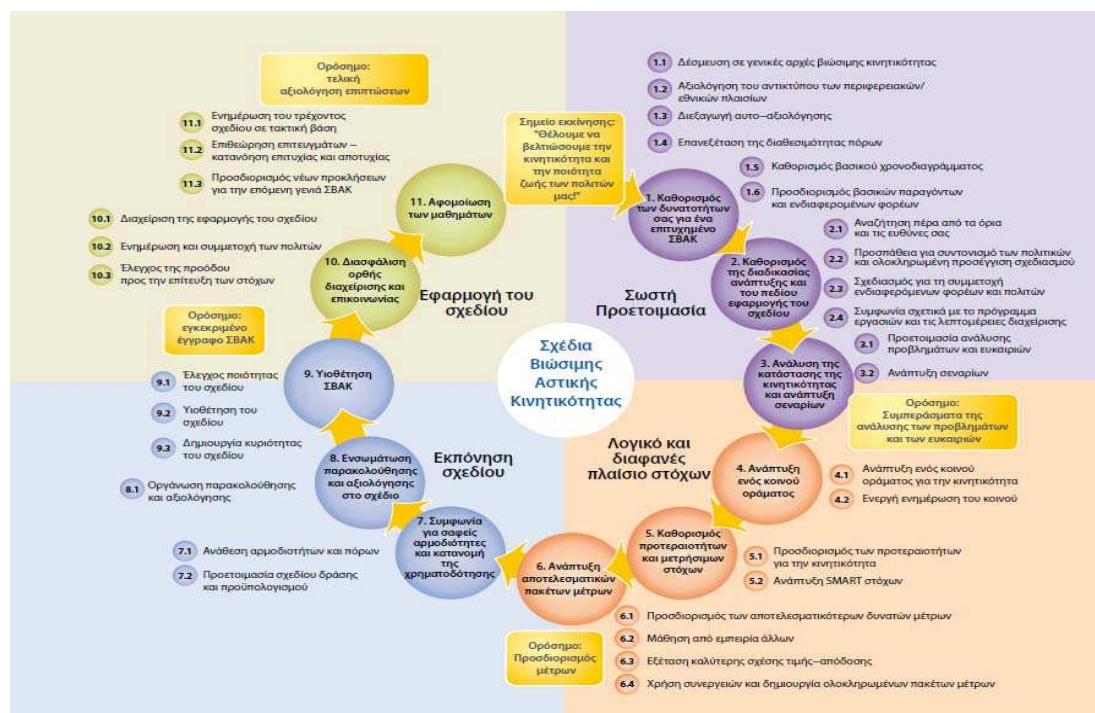 Σημείο εκκίνησης:
"Θέλουμε να
βελτιώσουμε την
κινητικότητα και
την ποιότητα
ζωής των πολιτών
μας!"
1. Καθορισμός
των δυνατοτήτων
σας για ένα
επιτυχημένο
ΣΒΑΚ
1.1 Δέσμευση σε γενικές αρχές βιώσιμης κινητικότητας
1.2 Αξιολόγηση του αντικτύπου των περιφερειακών/
εθνικών πλαισίων
1.3 Διεξαγωγή αυτο–αξιολόγησης
1.4 Επανεξέταση της διαθεσιμότητας πόρων
1.5 Καθορισμός βασικού χρονοδιαγράμματος
1.6 Προσδιορισμός βασικών παραγόντων
και ενδιαφερομένων φορέων
2. Καθορισμός
της διαδικασίας
ανάπτυξης και
του πεδίου
εφαρμογής του
σχεδίου
2.1 Αναζήτηση πέρα από τα όρια
και τις ευθύνες σας
2.2 Προσπάθεια για συντονισμό των πολιτικών
και ολοκληρωμένη προσέγγιση σχεδιασμού
2.3 Σχεδιασμός για τη συμμετοχή
ενδιαφερόμενων φορέων και πολιτών
2.4 Συμφωνία σχετικά με το πρόγραμμα
εργασιών και τις λεπτομέρειες διαχείρισης
3. Ανάλυση της
κατάστασης της
κινητικότητας
και ανάπτυξη
σεναρίων
3.1 Προετοιμασία ανάλυσης
προβλημάτων και ευκαιριών
3.2 Ανάπτυξη σεναρίων
Ορόσημο:
Συμπεράσματα της
ανάλυσης των προβλημάτων
και των ευκαιριών
Σωστή
Προετοιμασία
Σχέδια
Βιώσιμης
Αστικής
Κινητικότητας
Λογικό και
διαφανές
πλαίσιο στόχων
4. Ανάπτυξη
ενός κοινού
οράματος
4.1 Ανάπτυξη ενός κοινού
οράματος για την κινητικότητα
4.2 Ενεργή ενημέρωση του κοινού
5. Καθορισμός
προτεραιοτήτων
και μετρήσιμων
στόχων
5.1 Προσδιορισμός των προτεραιοτήτων
για την κινητικότητα
5.2 Ανάπτυξη SMART στόχων
6. Ανάπτυξη
αποτελεσματικών
πακέτων μέτρων
6.1 Προσδιορισμός των αποτελεσματικότερων δυνατών μέτρων
6.2 Μάθηση από εμπειρία άλλων
6.3 Εξέταση καλύτερης σχέσης τιμής–απόδοσης
6.4 Χρήση συνεργειών και δημιουργία ολοκληρωμένων πακέτων μέτρων
Ορόσημο:
Προσδιορισμός
μέτρων
Εκπόνηση
σχεδίου
7. Συμφωνία
για σαφείς
αρμοδιότητες
και κατανομή
της
χρηματοδότησης
7.1 Ανάθεση αρμοδιοτήτων και πόρων
7.2 Προετοιμασία σχεδίου δράσης
και προϋπολογισμού
8. Ενσωμάτωση
παρακολούθησης
και αξιολόγησης
στο σχέδιο
8.1 Οργάνωση παρακολούθησης
και αξιολόγησης
9. Υιοθέτηση
ΣΒΑΚ
9.1 Έλεγχος ποιότητας
του σχεδίου
9.2 Υιοθέτηση του
σχεδίου
9.3 Δημιουργία κυριότητας
του σχεδίου
Ορόσημο:
εγκεκριμένο
έγγραφο ΣΒΑΚ
Εφαρμογή του
σχεδίου
10. Διασφάλιση
ορθής
διαχείρισης και
επικοινωνίας
10.1 Διαχείριση της εφαρμογής του σχεδίου
10.2 Ενημέρωση και συμμετοχή των πολιτών
10.3 Έλεγχος της προόδου
προς την επίτευξη των στόχων
11. Αφομοίωση
των μαθημάτων
11.1 Ενημέρωση του τρέχοντος
σχεδίου σε τακτική βάση
11.2 Επιθεώρηση επιτευγμάτων –
κατανόηση επιτυχίας και αποτυχίας
11.3 Προσδιορισμός νέων προκλήσεων
για την επόμενη γενιά ΣΒΑΚ
Ορόσημο:
τελική
αξιολόγηση επιπτώσεων